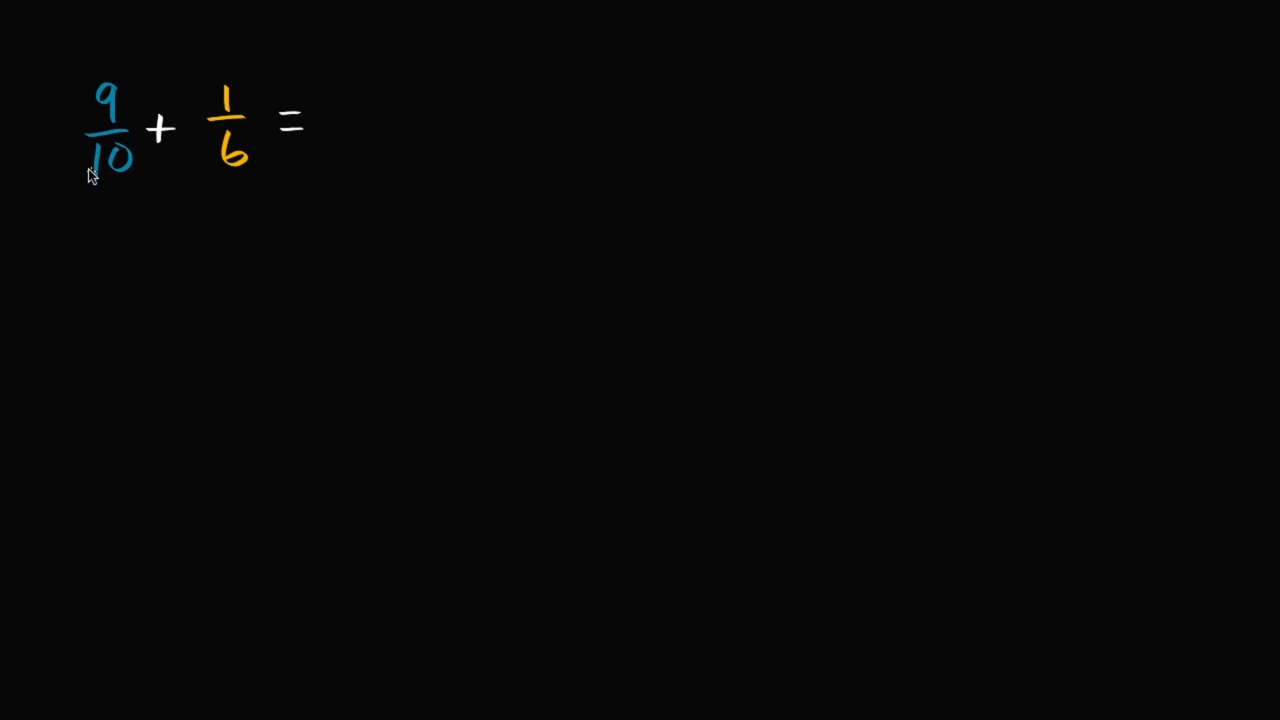 9/10 + 1/6 =